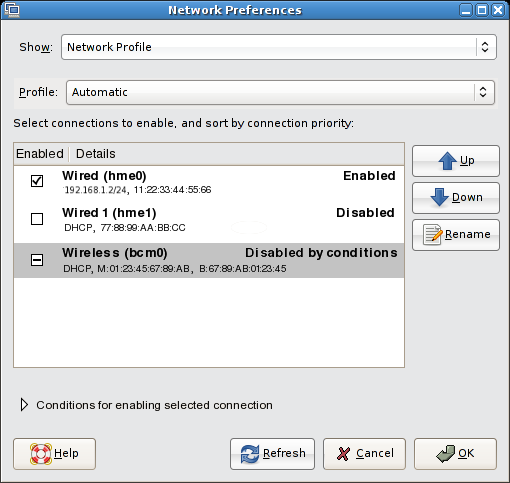 Network Preferences
Show: Network Profile
Profile: Automatic
Select connections to enable, and sort by connection priority:
Enabled Details
Wired (hme0) Enabled
192.168.1.2/24, 11:22:33:44:55:66
Wired 1 (hme1) Disabled
DHCP, 77:88:99:AA:BB:CC
Wireless (bcm0) Disabled by conditions
DHCP, M:01:23:45:67:89:AB, B:67:89:AB:01:23:45
Up
Down
Rename
Conditions for enabling selected connection
Help Refresh Cancel OK